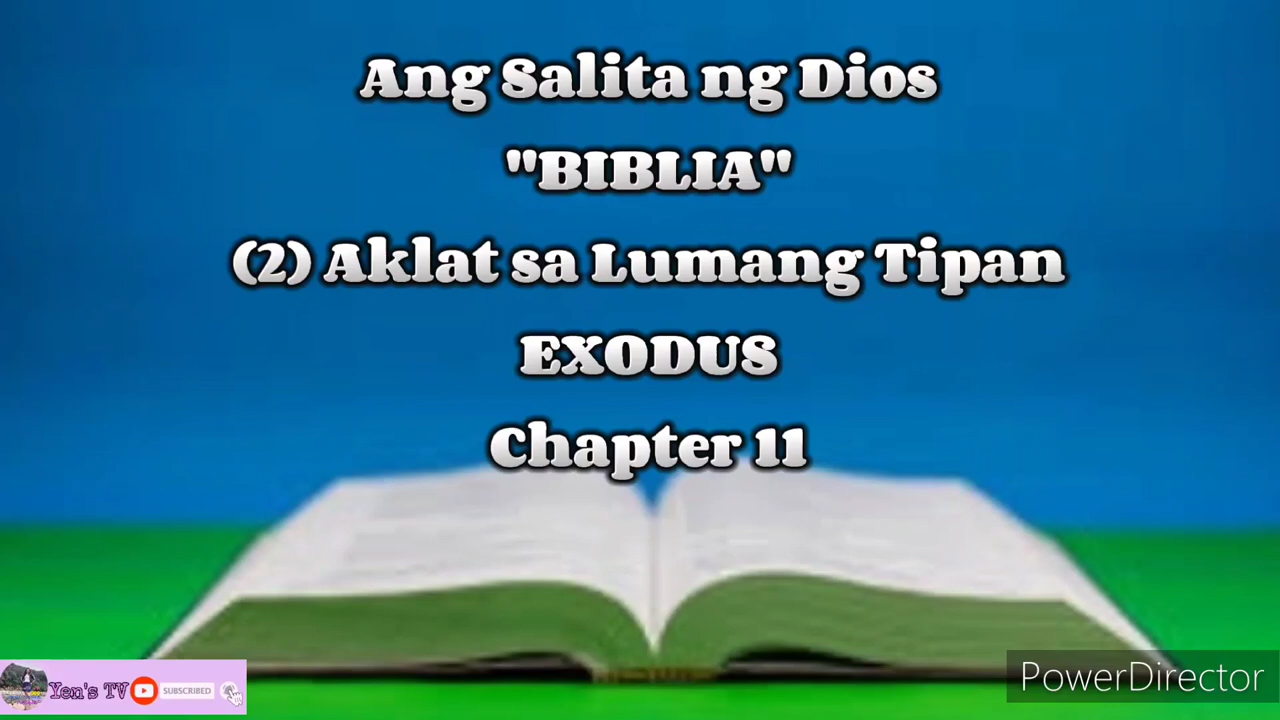 Ang Salita ng Dios
"BIBLIA"
(2) Aklat sa Lumang Tipan
EXODUS
Chapter 11
Yen's TV
SUBSCRIBED
PowerDirector